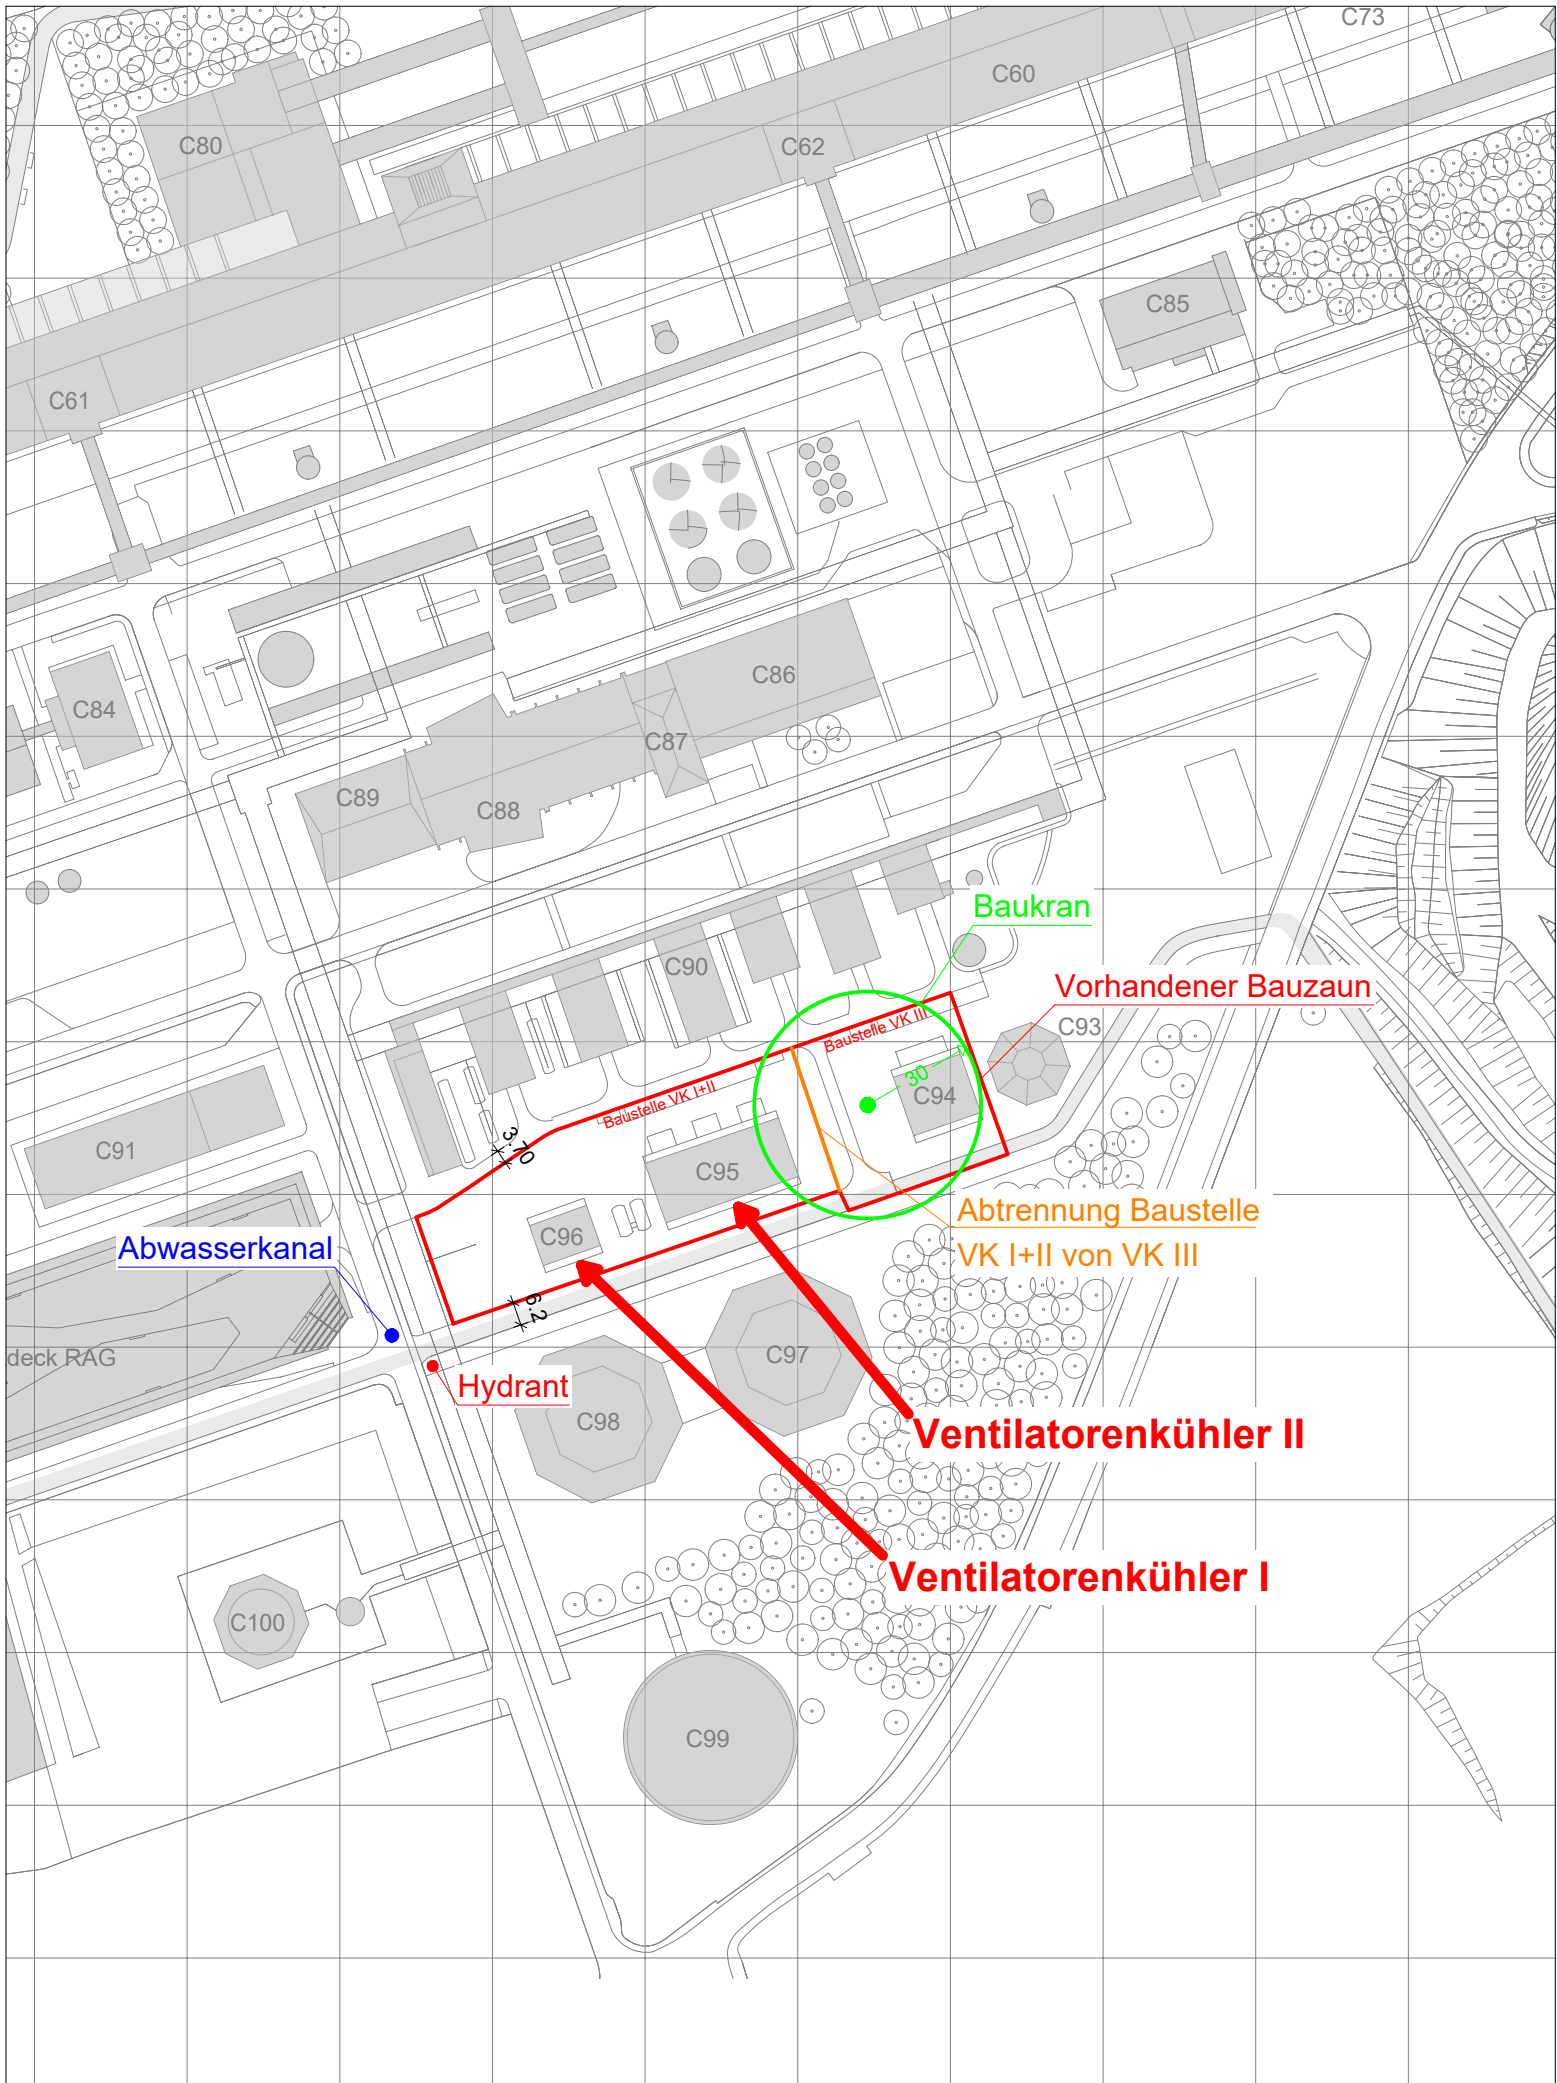 C73
C60
C62
C80
C85
C61
C86
C84
C87
C89
C88
Baukran
C90
Vorhandener Bauzaun
Baustelle VK III
C93
30
C94
Baustelle VK I+II
3.70
C91
C95
Abtrennung Baustelle
VK I+II von VK III
C96
Abwasserkanal
6.2
C97
deck RAG
Hydrant
C98
Ventilatorenkühler II
Ventilatorenkühler I
C100
C99